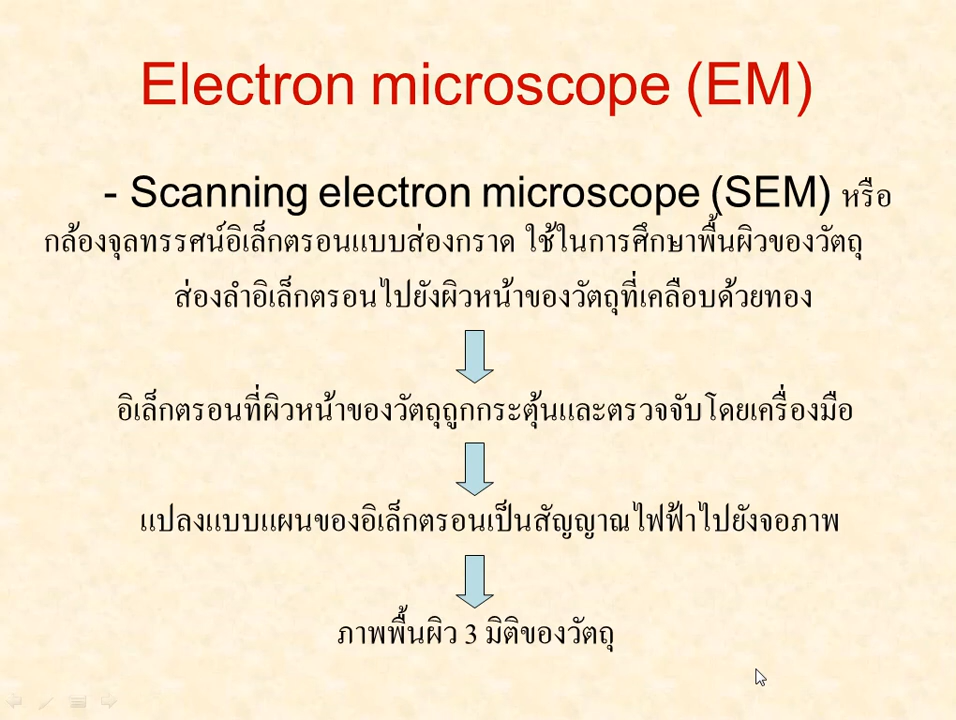 Electron microscope (EM)
- Scanning electron microscope (SEM) หรือ
กล้องจุลทรรศน์อิเล็กตรอนแบบส่องกราด ใช้ในการศึกษาพื้นผิวของวัตถุ
ส่องลำอิเล็กตรอนไปยังผิวหน้าของวัตถุที่เคลือบด้วยทอง
อิเล็กตรอนที่ผิวหน้าของวัตถุถูกกระตุ้นและตรวจจับโดยเครื่องมือ
แปลงแบบแผนของอิเล็กตรอนเป็นสัญญาณไฟฟ้าไปยังจอภาพ
ภาพพื้นผิว 3 มิติของวัตถุ